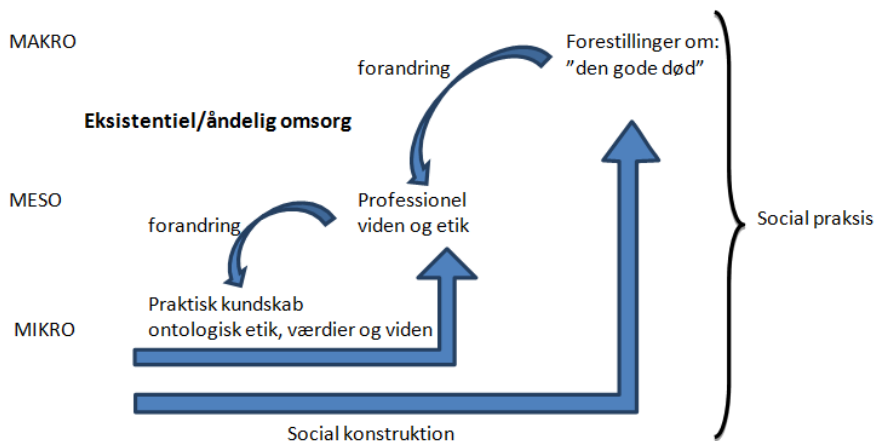 MAKRO
Forestillinger om:
”den gode død”
forandring
Eksistentiel/åndelig omsorg
MESO
Professionel
viden og etik
forandring
Social praksis
Praktisk kundskab
ontologisk etik, værdier og viden
MIKRO
Social konstruktion